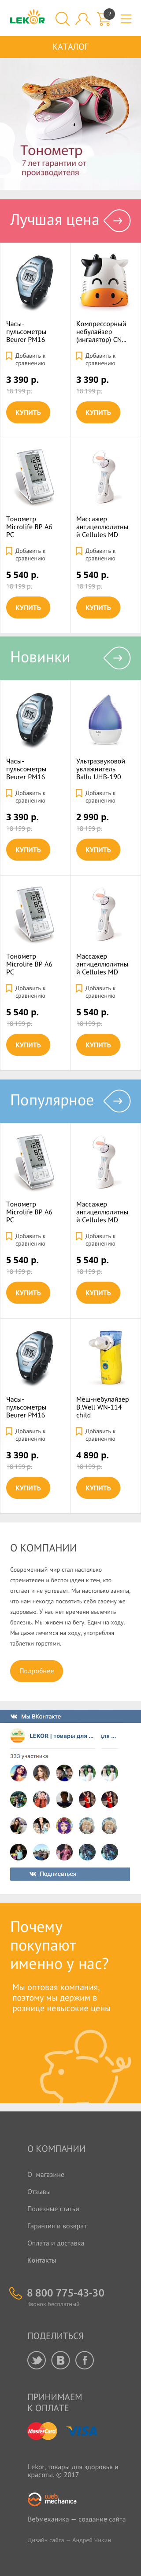 LEKOR
2
КАТАЛОГ
Тонометр
7 лет гарантии от
производителя
Лучшая цена
Часы-
пульсометры
Beurer PM16
Добавить к
сравнению
3 390 р.
18 199 р.
КУПИТЬ
Компрессорный
небулайзер
(ингалятор) CN...
Добавить к
сравнению
3 390 р.
18 199 р.
КУПИТЬ
Тонометр
Microlife BP A6
PC
Добавить к
сравнению
5 540 р.
18 199 р.
КУПИТЬ
Массажер
антицеллюлитны
й Cellules MD
Добавить к
сравнению
5 540 р.
18 199 р.
КУПИТЬ
Новинки
Часы-
пульсометры
Beurer PM16
Добавить к
сравнению
3 390 р.
18 199 р.
КУПИТЬ
Ультразвуковой
увлажнитель
Ballu UHB-190
Добавить к
сравнению
2 990 р.
18 199 р.
КУПИТЬ
Тонометр
Microlife BP A6
PC
Добавить к
сравнению
5 540 р.
18 199 р.
КУПИТЬ
Массажер
антицеллюлитны
й Cellules MD
Добавить к
сравнению
5 540 р.
18 199 р.
КУПИТЬ
Популярное
Тонометр
Microlife BP A6
PC
Добавить к
сравнению
5 540 р.
18 199 р.
КУПИТЬ
Массажер
антицеллюлитны
й Cellules MD
Добавить к
сравнению
5 540 р.
18 199 р.
КУПИТЬ
Часы-
пульсометры
Beurer PM16
Добавить к
сравнению
3 390 р.
18 199 р.
КУПИТЬ
Меш-небулайзер
B.Well WN-114
child
Добавить к
сравнению
4 890 р.
18 199 р.
КУПИТЬ
О КОМПАНИИ
Современный мир стал настолько
стремителен и беспощаден к тем, кто
отстает и не успевает. Мы настолько заняты,
что нам некогда посвятить себя своему же
здоровью. У нас нет времени вылечить
болезнь. Мы живем на бегу. Едим на ходу.
Мы даже лечимся на ходу, употребляя
таблетки горстями.
Подробнее
Мы ВКонтакте
LEKOR | товары для ...
для ...
333 участника
Подписаться
Почему
покупают
именно у нас?
Мы оптовая компания,
поэтому мы держим в
рознице невысокие цены
О КОМПАНИИ
О магазине
Отзывы
Полезные статьи
Гарантия и возврат
Оплата и доставка
Контакты
8 800 775-43-30
Звонок бесплатный
ПОДЕЛИТЬСЯ
ПРИНИМАЕМ
К ОПЛАТЕ
MasterCard
VISA
Lekor, товары для здоровья и
красоты. © 2017
web
mechanica
Вебмеханика — создание сайта
Дизайн сайта — Андрей Чикин